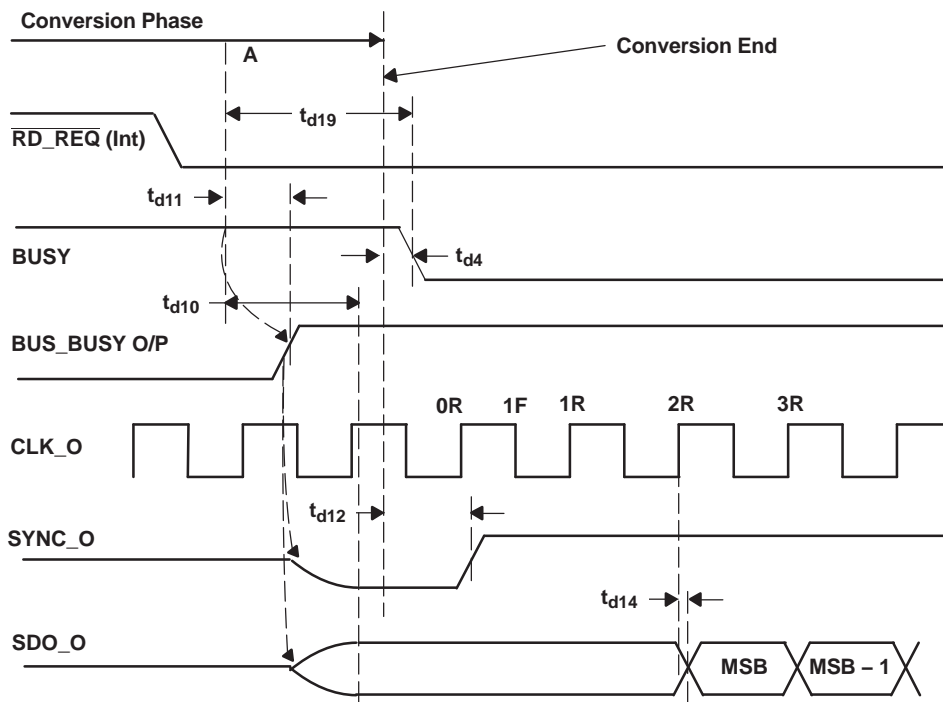 Conversion Phase
A
Conversion End
td19
RD_REQ (Int)
td11
BUSY
td4
td10
BUS_BUSY O/P
0R 1F 1R 2R 3R
CLK_O
td12
SYNC_O
td14
SDO_O
MSB MSB – 1